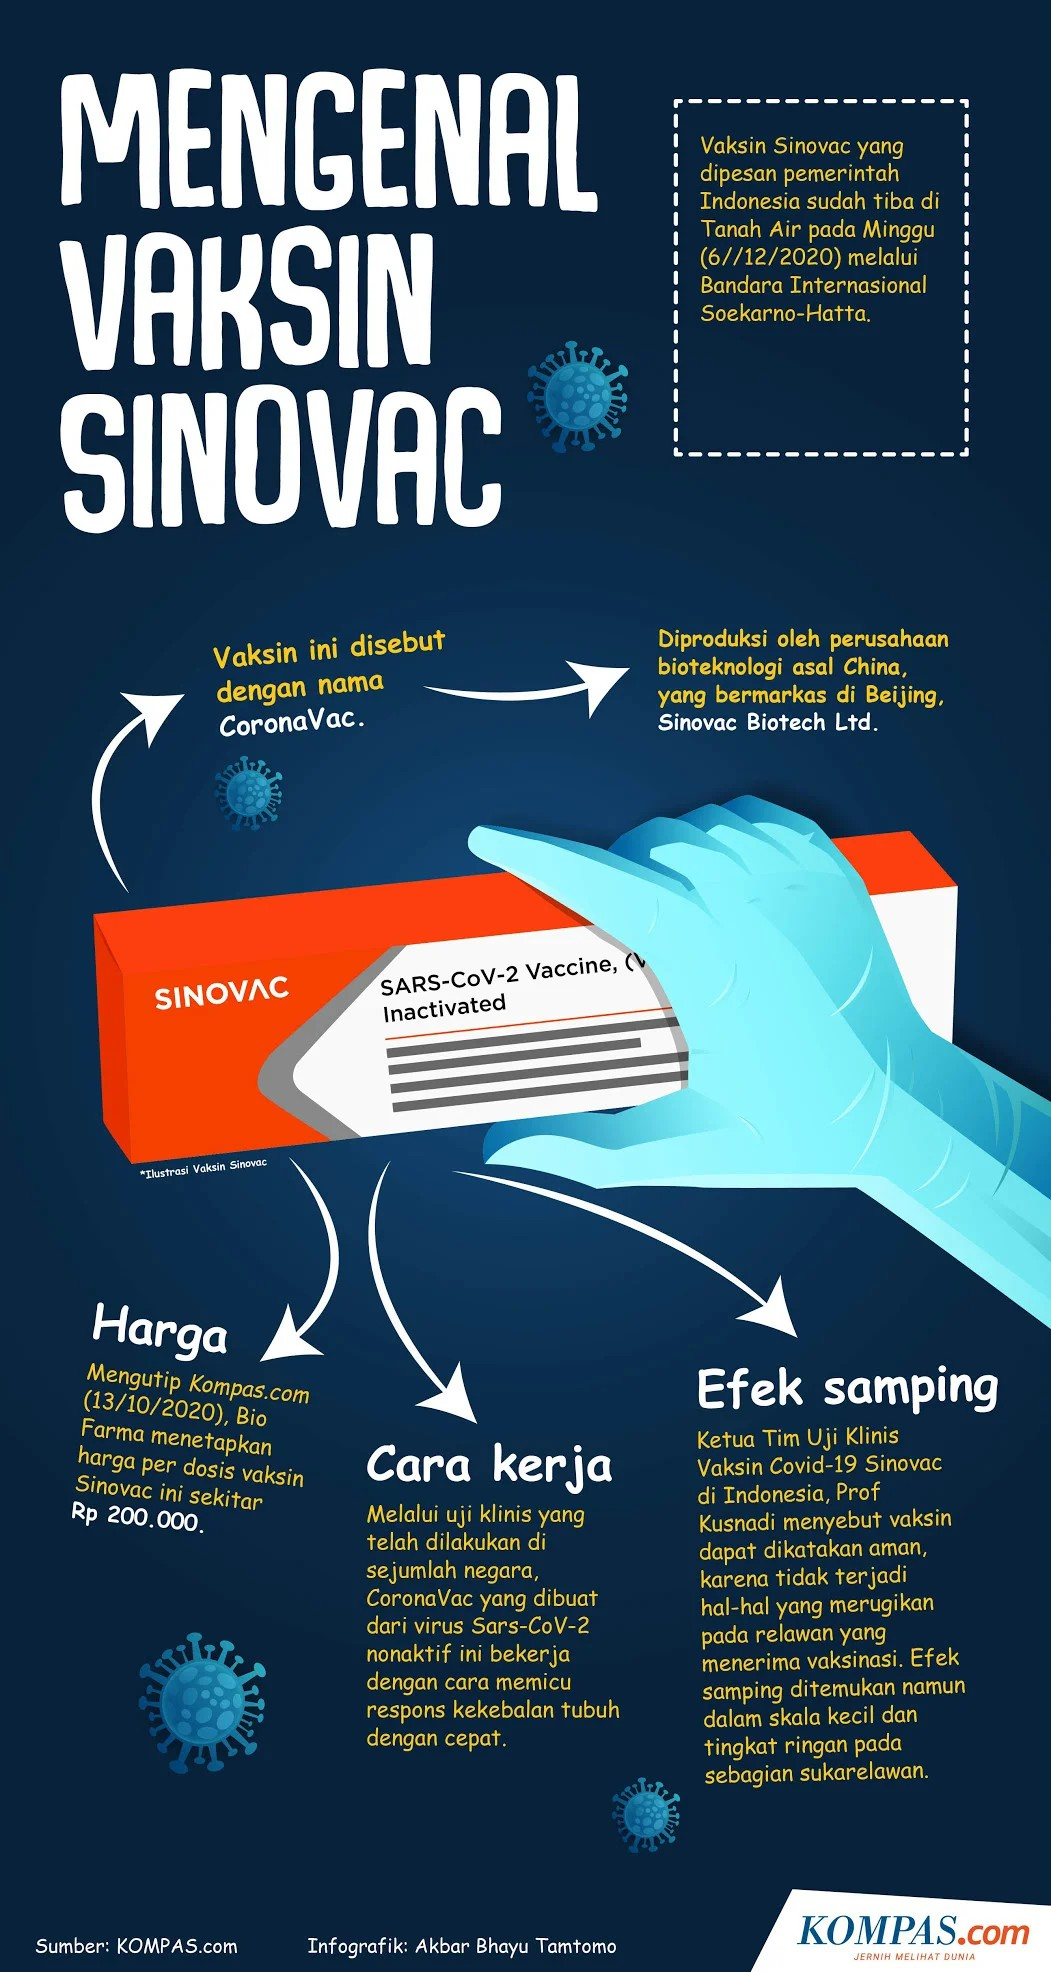 MENGENAL
VAKSIN
SINOVAC
Vaksin Sinovac yang
dipesan pemerintah
Indonesia sudah tiba di
Tanah Air pada Minggu
(6//12/2020) melalui
Bandara Internasional
Soekarno-Hatta.
Vaksin ini disebut
dengan nama
CoronaVac.
Diproduksi oleh perusahaan
bioteknologi asal China,
yang bermarkas di Beijing,
Sinovac Biotech Ltd.
SINOVAC
SARS-CoV-2 Vaccine, (V
Inactivated
*Ilustrasi Vaksin Sinovac
Harga
Mengutip Kompas.com
(13/10/2020), Bio
Farma menetapkan
harga per dosis vaksin
Sinovac ini sekitar
Rp 200.000.
Cara kerja
Melalui uji klinis yang
telah dilakukan di
sejumlah negara,
CoronaVac yang dibuat
dari virus Sars-CoV-2
nonaktif ini bekerja
dengan cara memicu
respons kekebalan tubuh
dengan cepat.
Efek samping
Ketua Tim Uji Klinis
Vaksin Covid-19 Sinovac
di Indonesia, Prof
Kusnadi menyebut vaksin
dapat dikatakan aman,
karena tidak terjadi
hal-hal yang merugikan
pada relawan yang
menerima vaksinasi. Efek
samping ditemukan namun
dalam skala kecil dan
tingkat ringan pada
sebagian sukarelawan.
Sumber: KOMPAS.com
Infografik: Akbar Bhayu Tamtomo
KOMPAS.com
JERNIH MELIHAT DUNIA